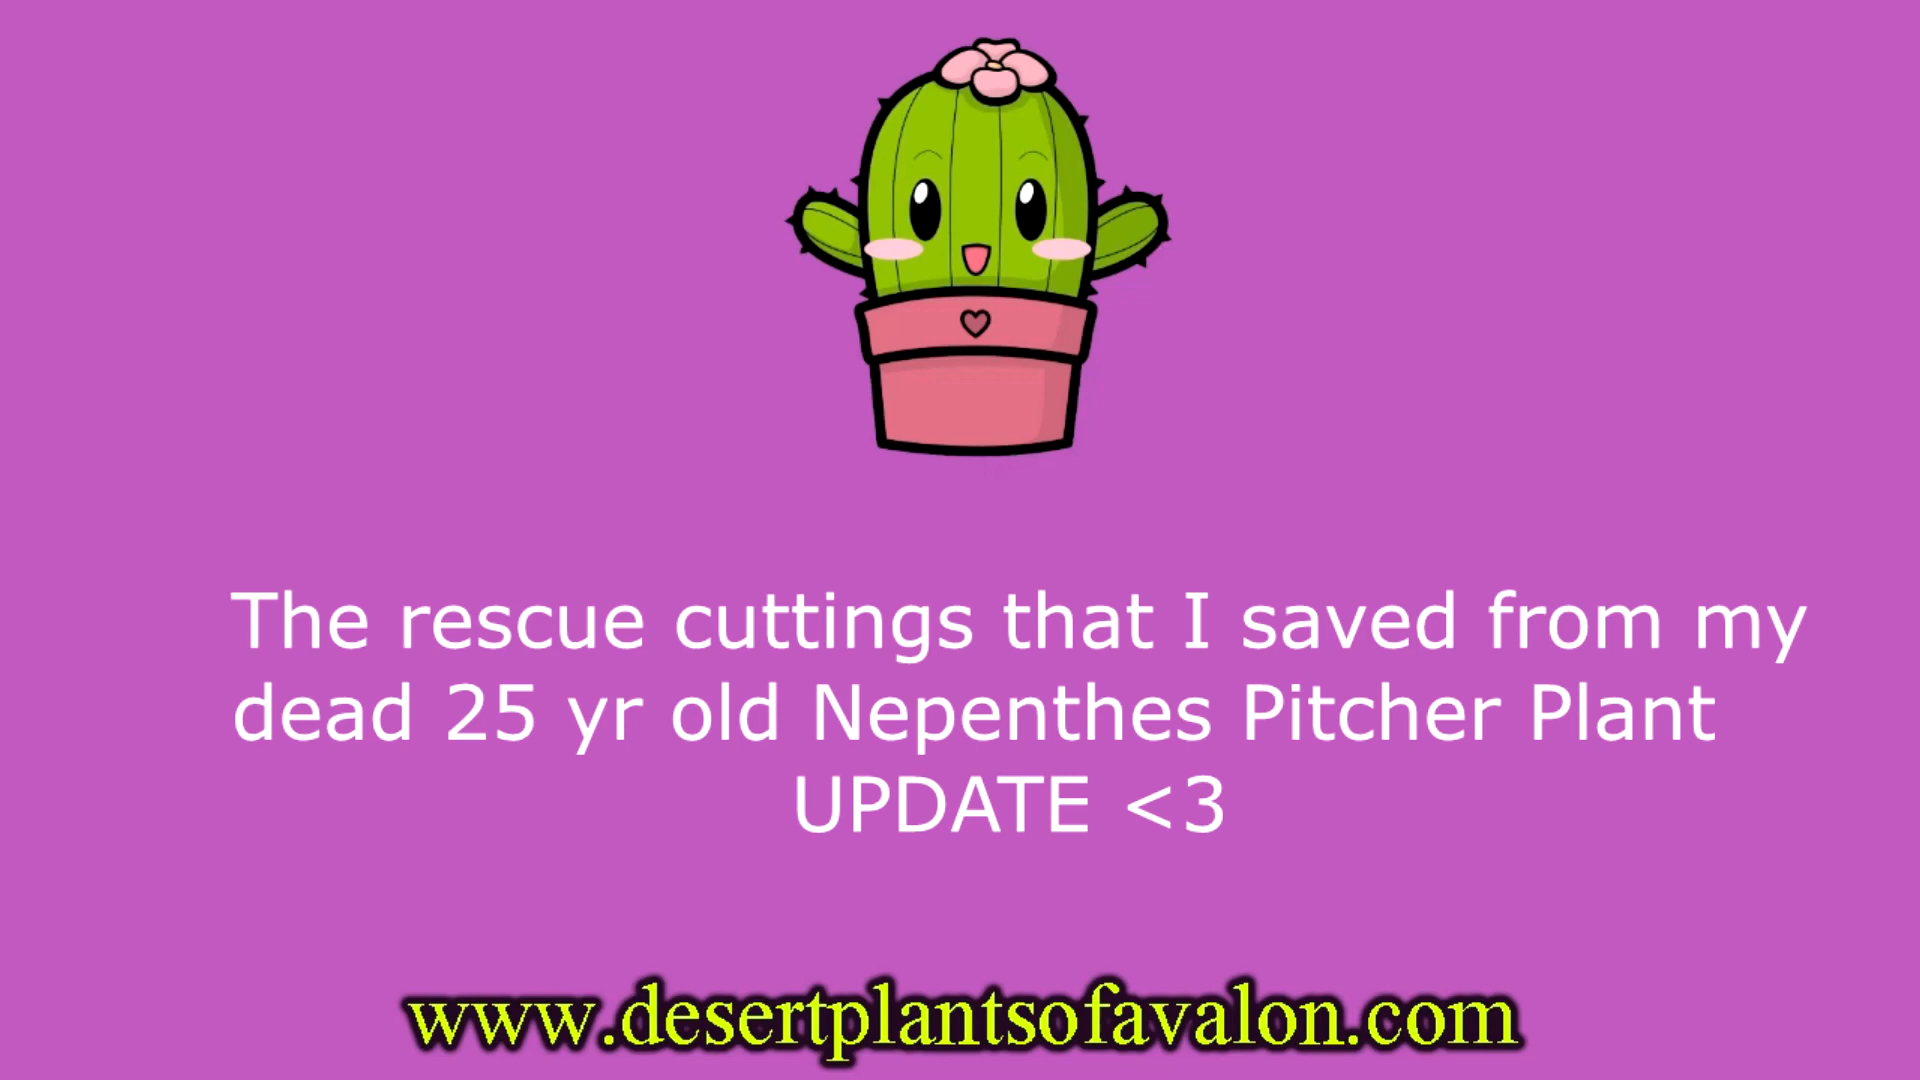 The rescue cuttings that I saved from my
dead 25 yr old Nepenthes Pitcher Plant
UPDATE <3
www.desertplantsofavalon.com